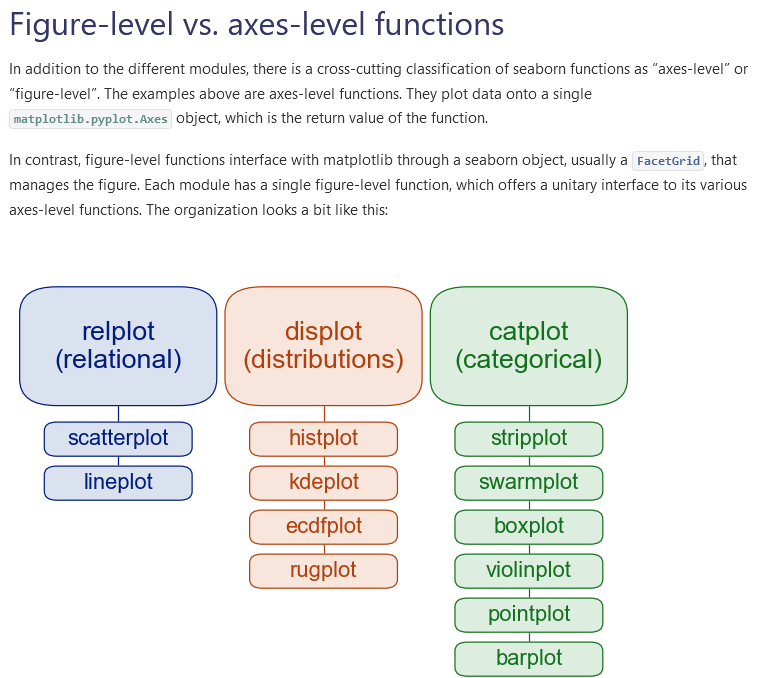 Figure-level vs. axes-level functions
In addition to the different modules, there is a cross-cutting classification of seaborn functions as “axes-level” or
“figure-level”. The examples above are axes-level functions. They plot data onto a single
matplotlib.pyplot.Axes object, which is the return value of the function.
In contrast, figure-level functions interface with matplotlib through a seaborn object, usually a FacetGrid, that
manages the figure. Each module has a single figure-level function, which offers a unitary interface to its various
axes-level functions. The organization looks a bit like this:
relplot
(relational)
scatterplot
lineplot
displot
(distributions)
histplot
kdeplot
ecdfplot
rugplot
catplot
(categorical)
stripplot
swarmplot
boxplot
violinplot
pointplot
barplot